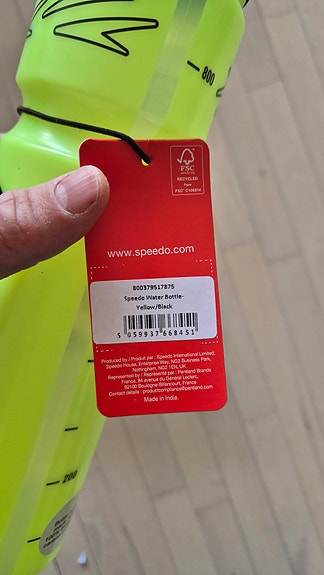 800
FSC
RECYCLED
Paper
www.speedo.com
800379517875
Speedo Water Bottle-
Yellow/Black
5 059937 668451
Produced by / Produit par : Speedo International Limited,
Speedo House, Enterprise Way, NG2 Business Park,
Nottingham, NG2 1EN, UK
Represented by / Représenté par : Pentland Brands
France, 84 avenue du Général Leclerc,
92100 Boulogne-Billancourt, France
Contact details : productcompliance@pentland.com
Made in India.
200